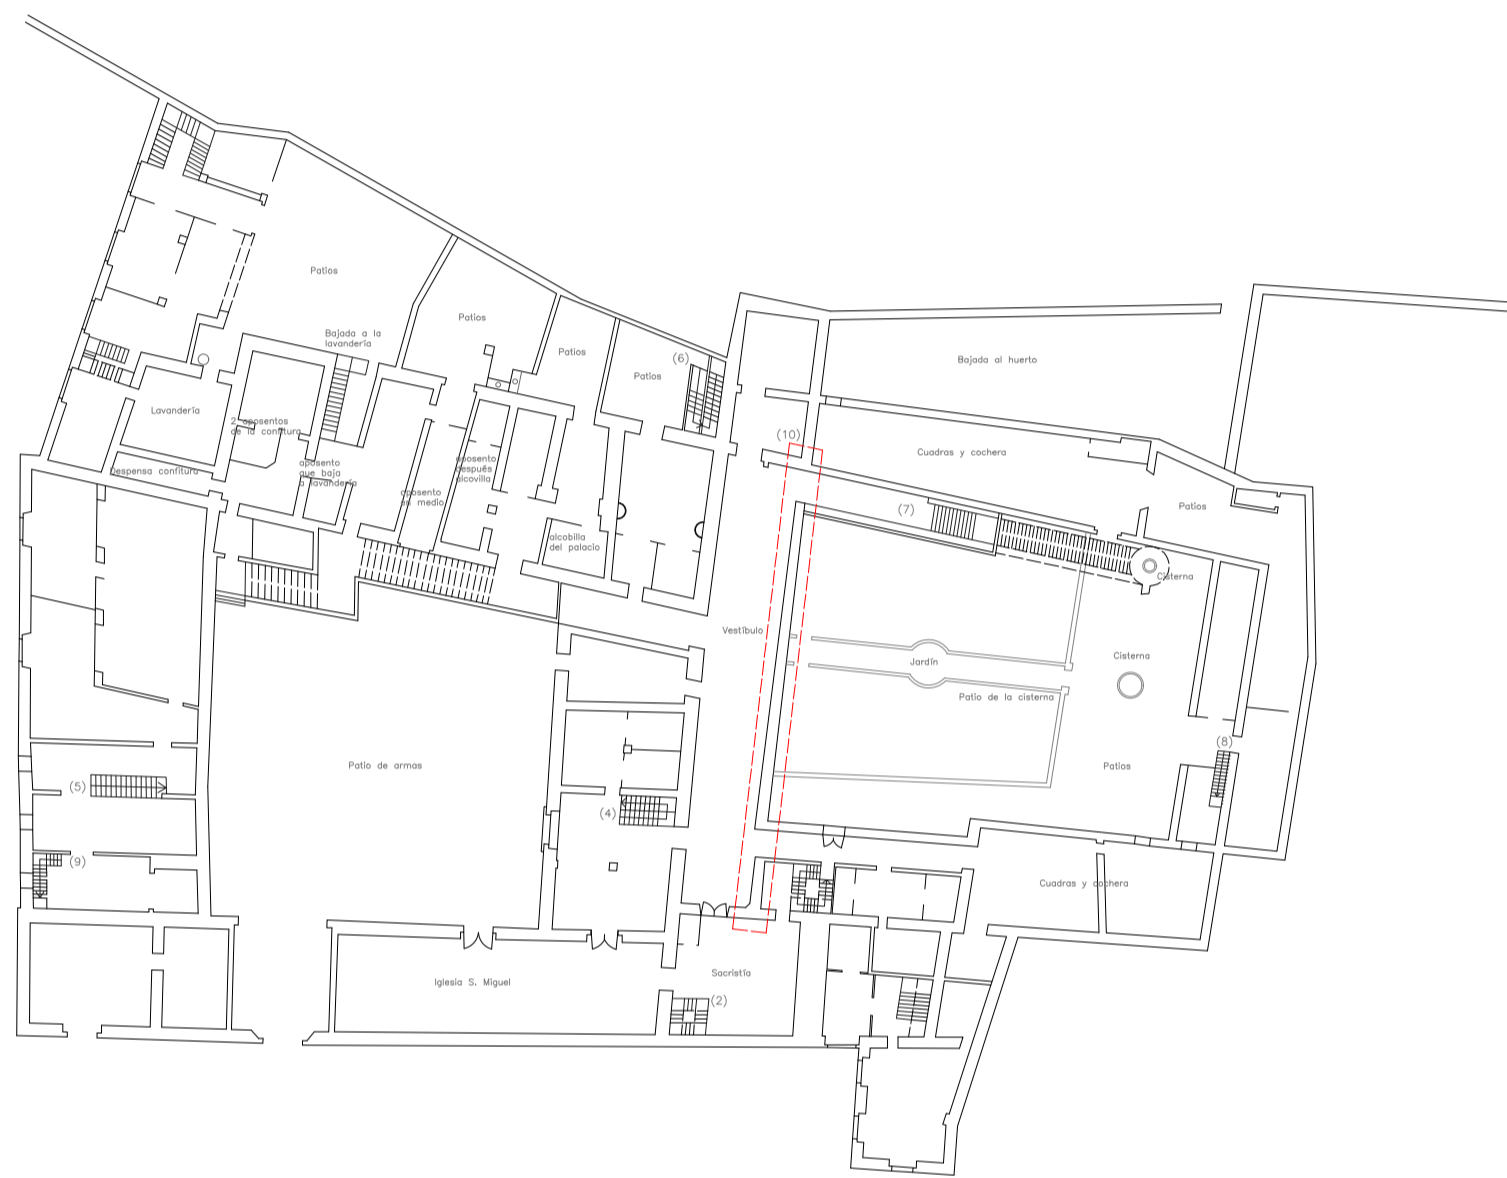 Patios
Patios
Bajada a la
lavandería
Patios
(6)
Patios
Bajada al huerto
Lavandería
2 aposentos
de la confitura
(10)
Cuadras y cochera
Despensa confitura
aposento
que baja
a lavandería
aposento
después
alcovilla
aposento
en medio
Patios
(7)
alcobilla
del palacio
Cisterna
Vestíbulo
Cisterna
Jardín
Patio de la cisterna
(8)
Patio de armas
Patios
(5)
(4)
(9)
Cuadras y cochera
Iglesia S. Miguel
Sacristía
(2)